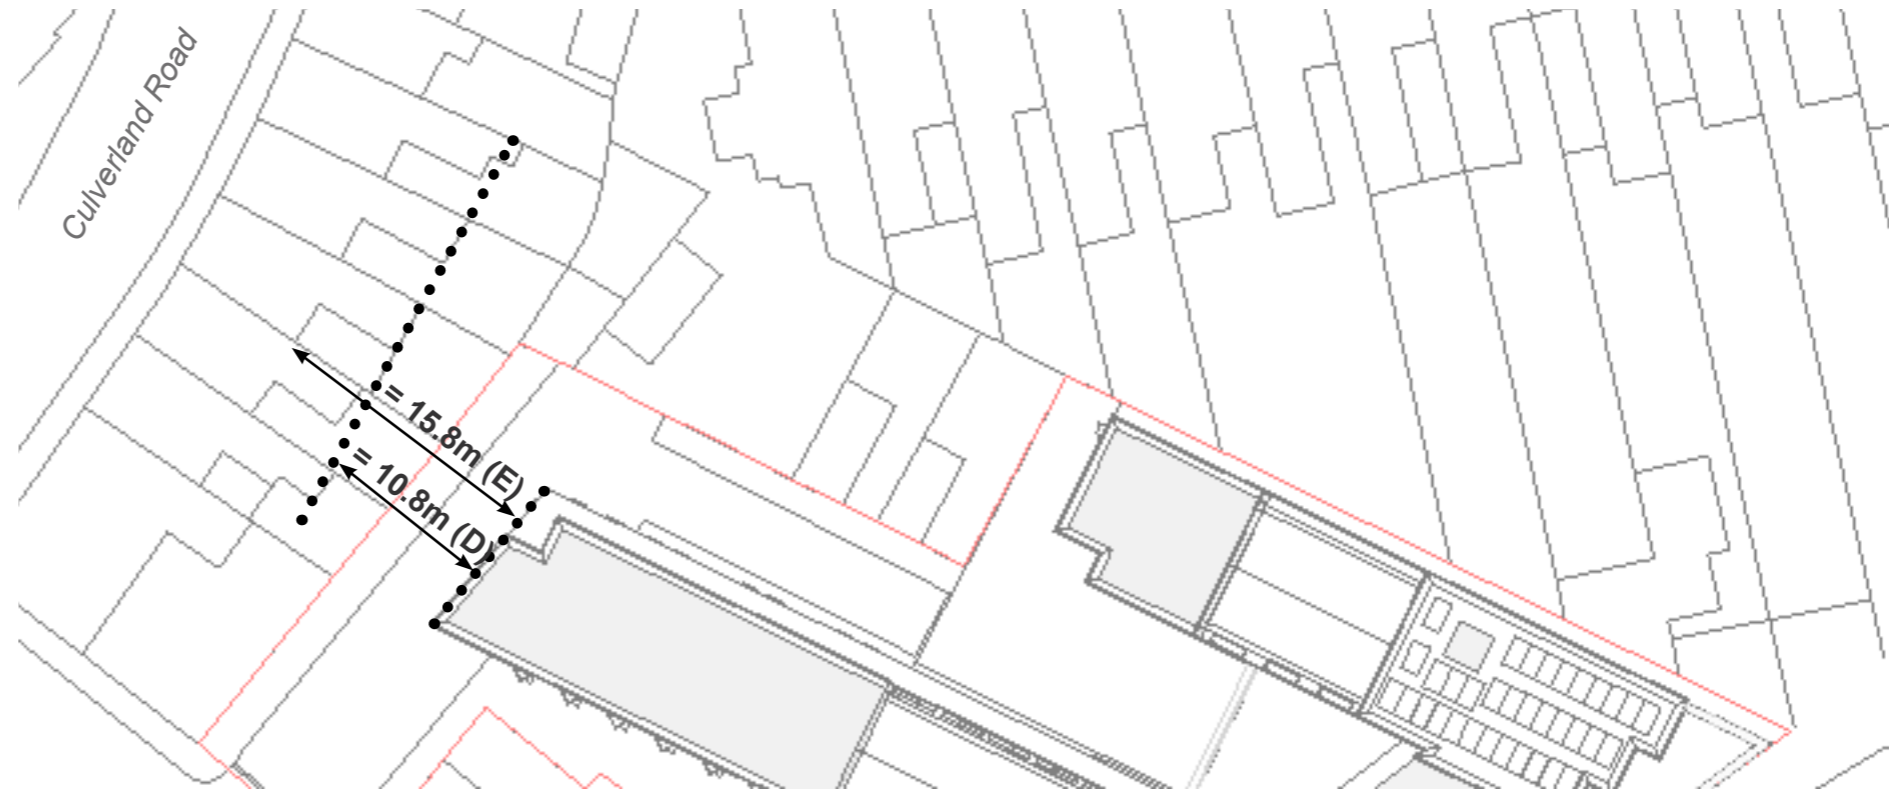 Culverland Road
= 15.8m (E)
= 10.8m (D)